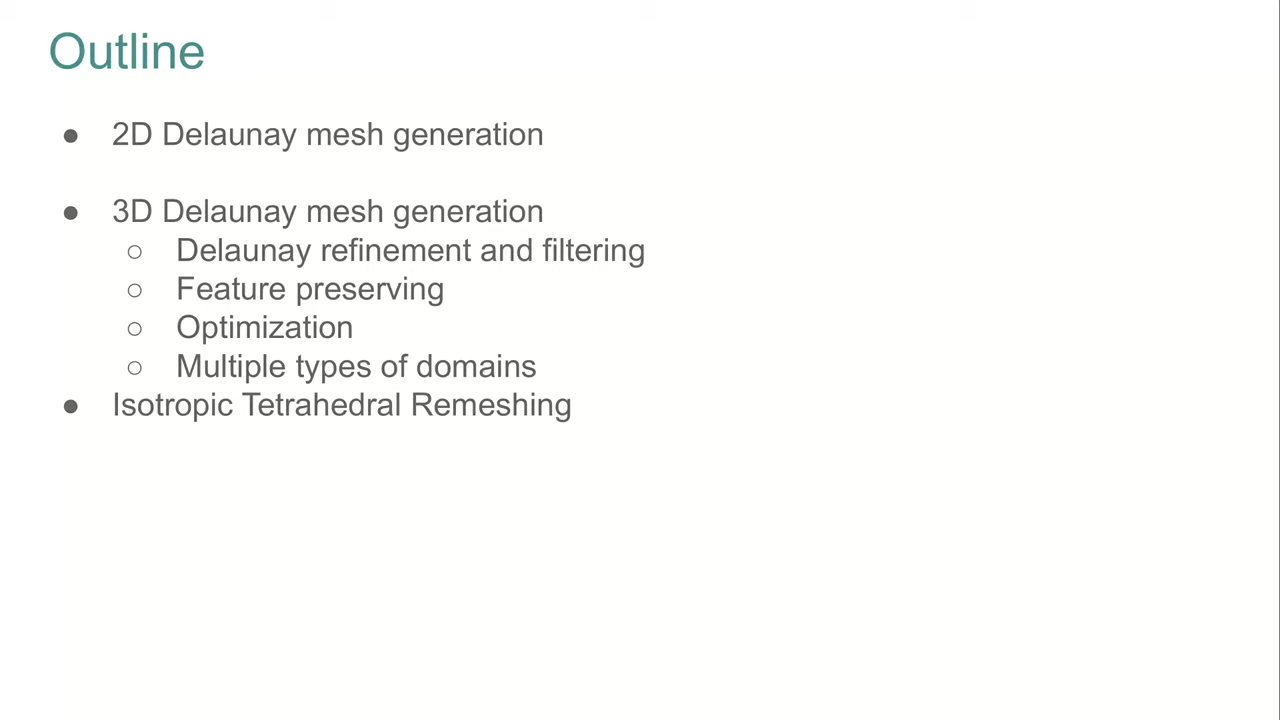 Outline
● 2D Delaunay mesh generation
● 3D Delaunay mesh generation
○ Delaunay refinement and filtering
○ Feature preserving
○ Optimization
○ Multiple types of domains
● Isotropic Tetrahedral Remeshing